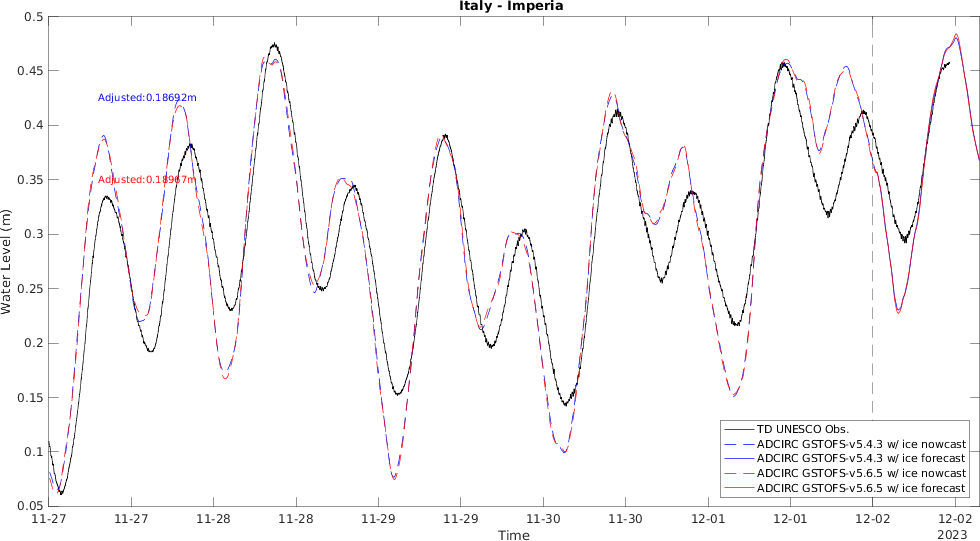 Italy - Imperia
Water Level (m)
0.5
0.45
0.4
0.35
0.3
0.25
0.2
0.15
0.1
0.05
Adjusted:0.18692m
Adjusted:0.18967m
TD UNESCO Obs.
ADCIRC GSTOFS-v5.4.3 w/ ice nowcast
ADCIRC GSTOFS-v5.4.3 w/ ice forecast
ADCIRC GSTOFS-v5.6.5 w/ ice nowcast
ADCIRC GSTOFS-v5.6.5 w/ ice forecast
11-27 11-27 11-28 11-28 11-29 11-29 11-30 11-30 12-01 12-01 12-02 12-02
Time
2023